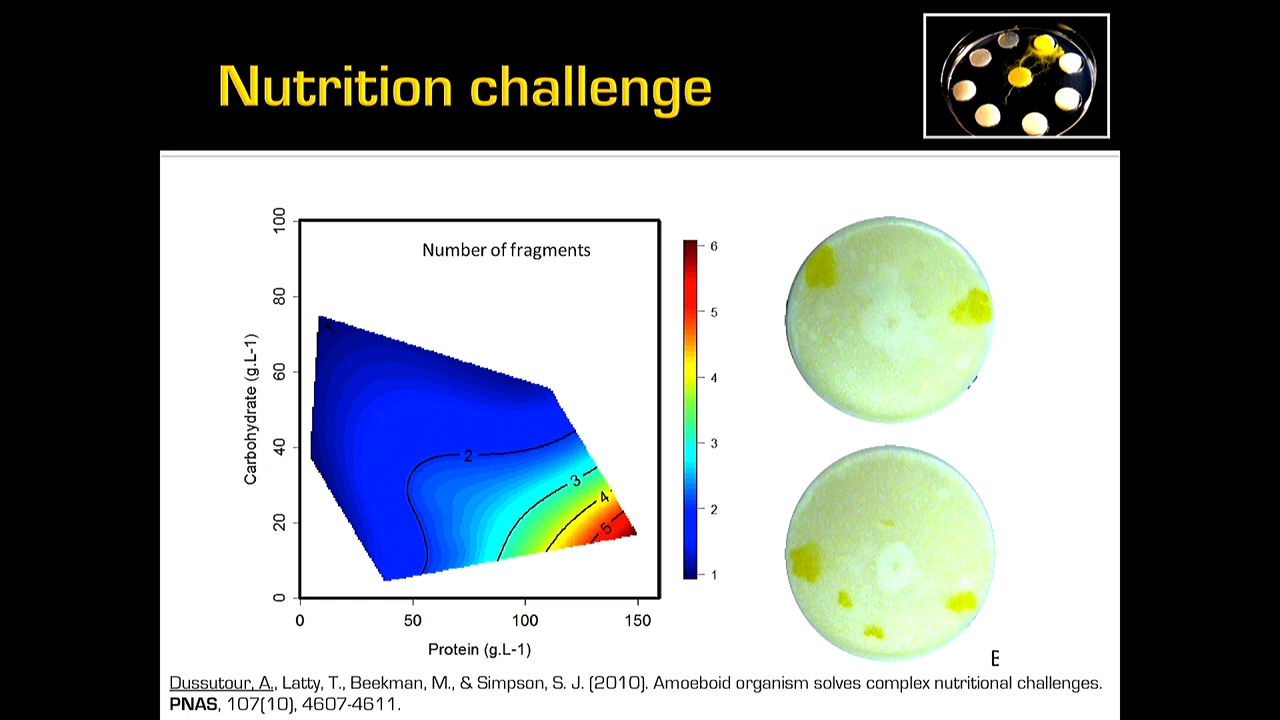 Nutrition challenge
Number of fragments
100
80
60
40
20
0
Carbohydrate (g.L-1)
2
3
4
5
0
50
100
150
Protein (g.L-1)
6
5
4
3
2
1
E
Dussutour, A., Latty, T., Beekman, M., & Simpson, S. J. (2010). Amoeboid organism solves complex nutritional challenges.
PNAS, 107(10), 4607-4611.